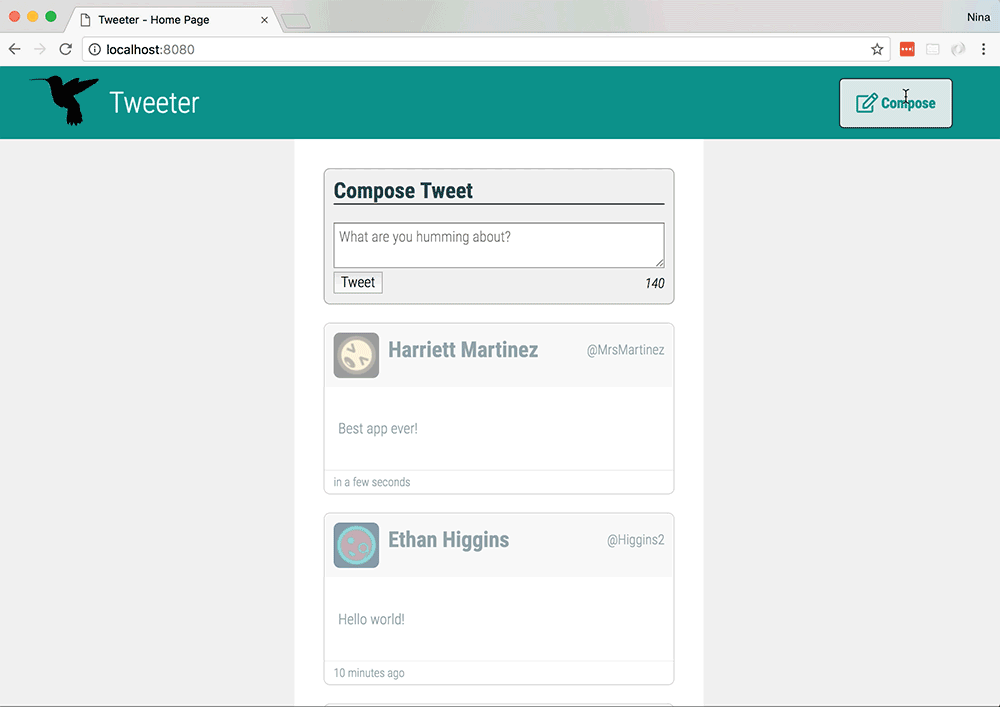 Tweeter - Home Page
Nina
localhost:8080
Tweeter
Compose
Compose Tweet
What are you humming about?
Tweet
140
Harriett Martinez
@MrsMartinez
Best app ever!
in a few seconds
Ethan Higgins
@Higgins2
Hello world!
10 minutes ago